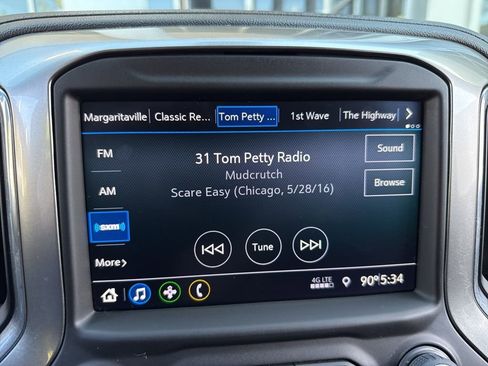 Margaritaville Classic Re... Tom Petty ... 1st Wave The Highway
FM
31 Tom Petty Radio
Sound
Mudcrutch
AM
Scare Easy (Chicago, 5/28/16)
Browse
sxm
Tune
More
4G LTE
90° 5:34